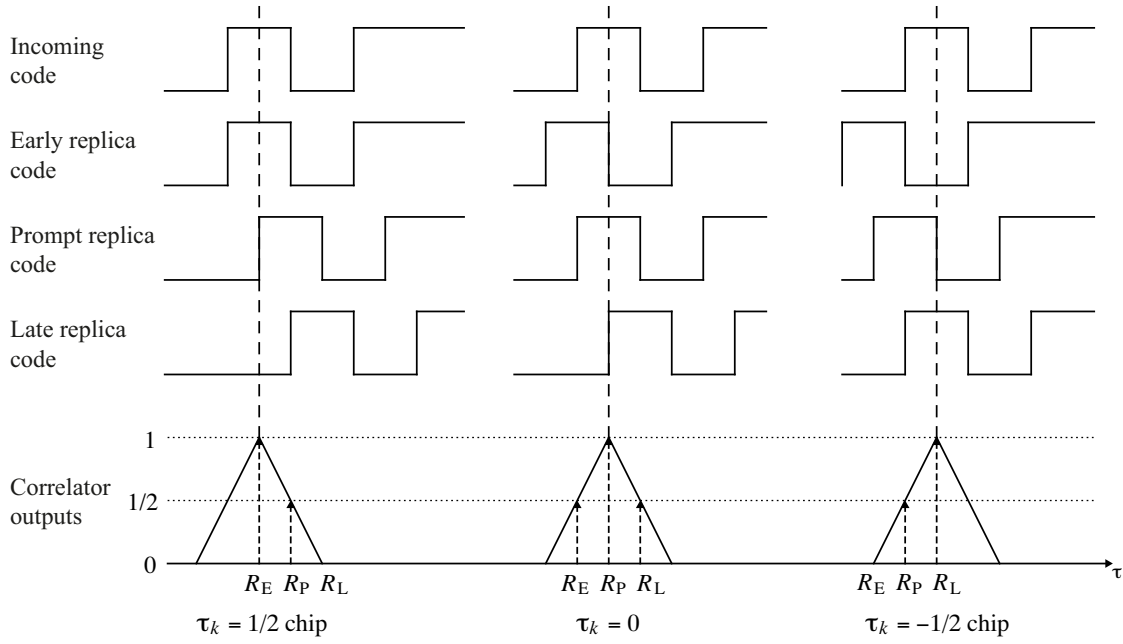 Incoming
code
Early replica
code
Prompt replica
code
Late replica
code
Correlator
outputs
1
1/2
0
τ
R_E R_P R_L
R_E R_P R_L
R_E R_P R_L
τ_k = 1/2 chip
τ_k = 0
τ_k = −1/2 chip